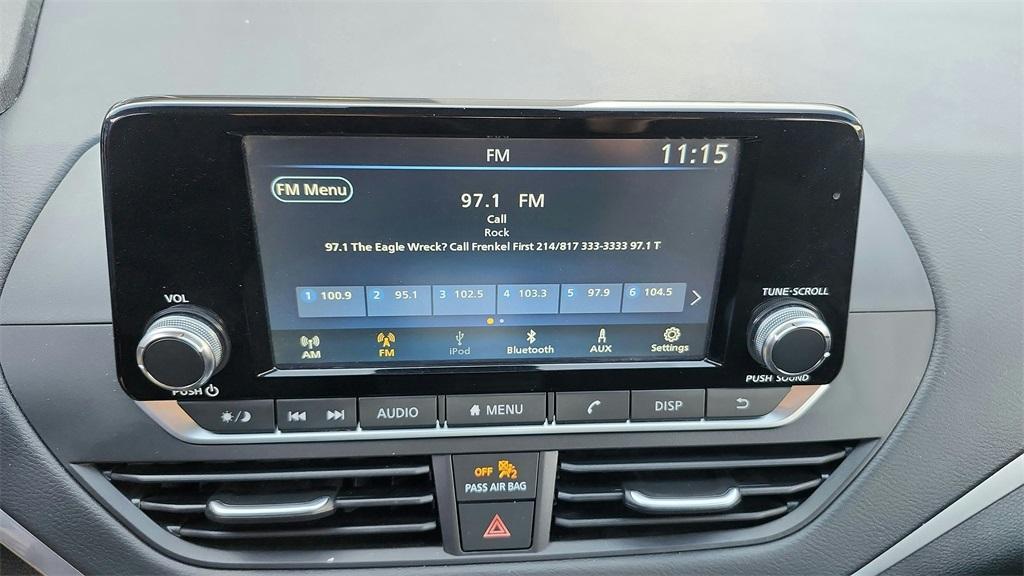 FM 11:15
FM Menu
97.1 FM
Call
Rock
97.1 The Eagle Wreck? Call Frenkel First 214/817 333-3333 97.1 T
1 100.9 2 95.1 3 102.5 4 103.3 5 97.9 6 104.5
AM FM iPod Bluetooth AUX Settings
VOL
PUSH
TUNE·SCROLL
PUSH SOUND
AUDIO MENU DISP
OFF 2
PASS AIR BAG